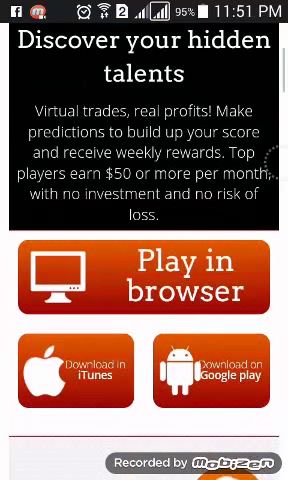 2 95% 11:51 PM
Discover your hidden
talents
Virtual trades, real profits! Make
predictions to build up your score
and receive weekly rewards. Top
players earn $50 or more per month,
with no investment and no risk of
loss.
Play in
browser
Download in
iTunes
Download on
Google play
Recorded by Mobizen